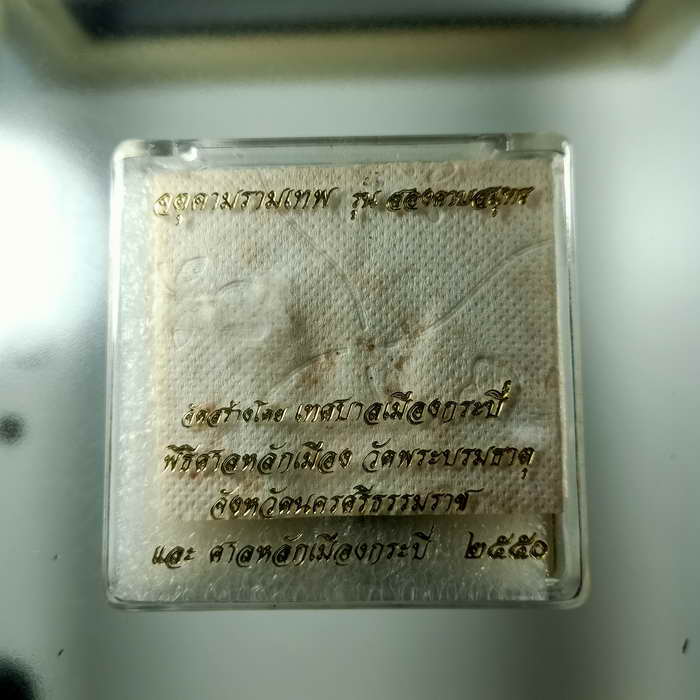 จตุคามรามเทพ รุ่น สองคาบสมุทร
จัดสร้างโดย เทศบาลเมืองกระบี่
พิธีศาลหลักเมือง วัดพระบรมธาตุ
จังหวัดนครศรีธรรมราช
และ ศาลหลักเมืองกระบี่ ๒๕๕๐